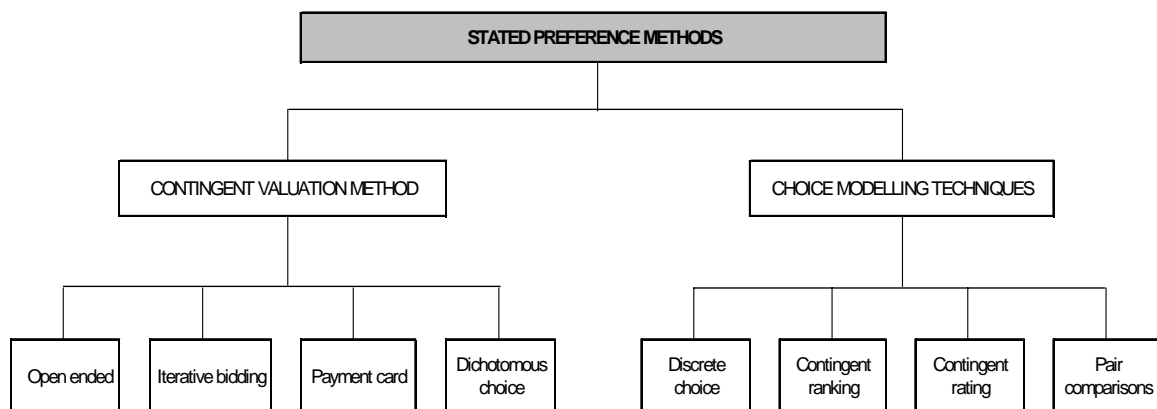 STATED PREFERENCE METHODS
CONTINGENT VALUATION METHOD
CHOICE MODELLING TECHNIQUES
Open ended
Iterative bidding
Payment card
Dichotomous
choice
Discrete
choice
Contingent
ranking
Contingent
rating
Pair
comparisons